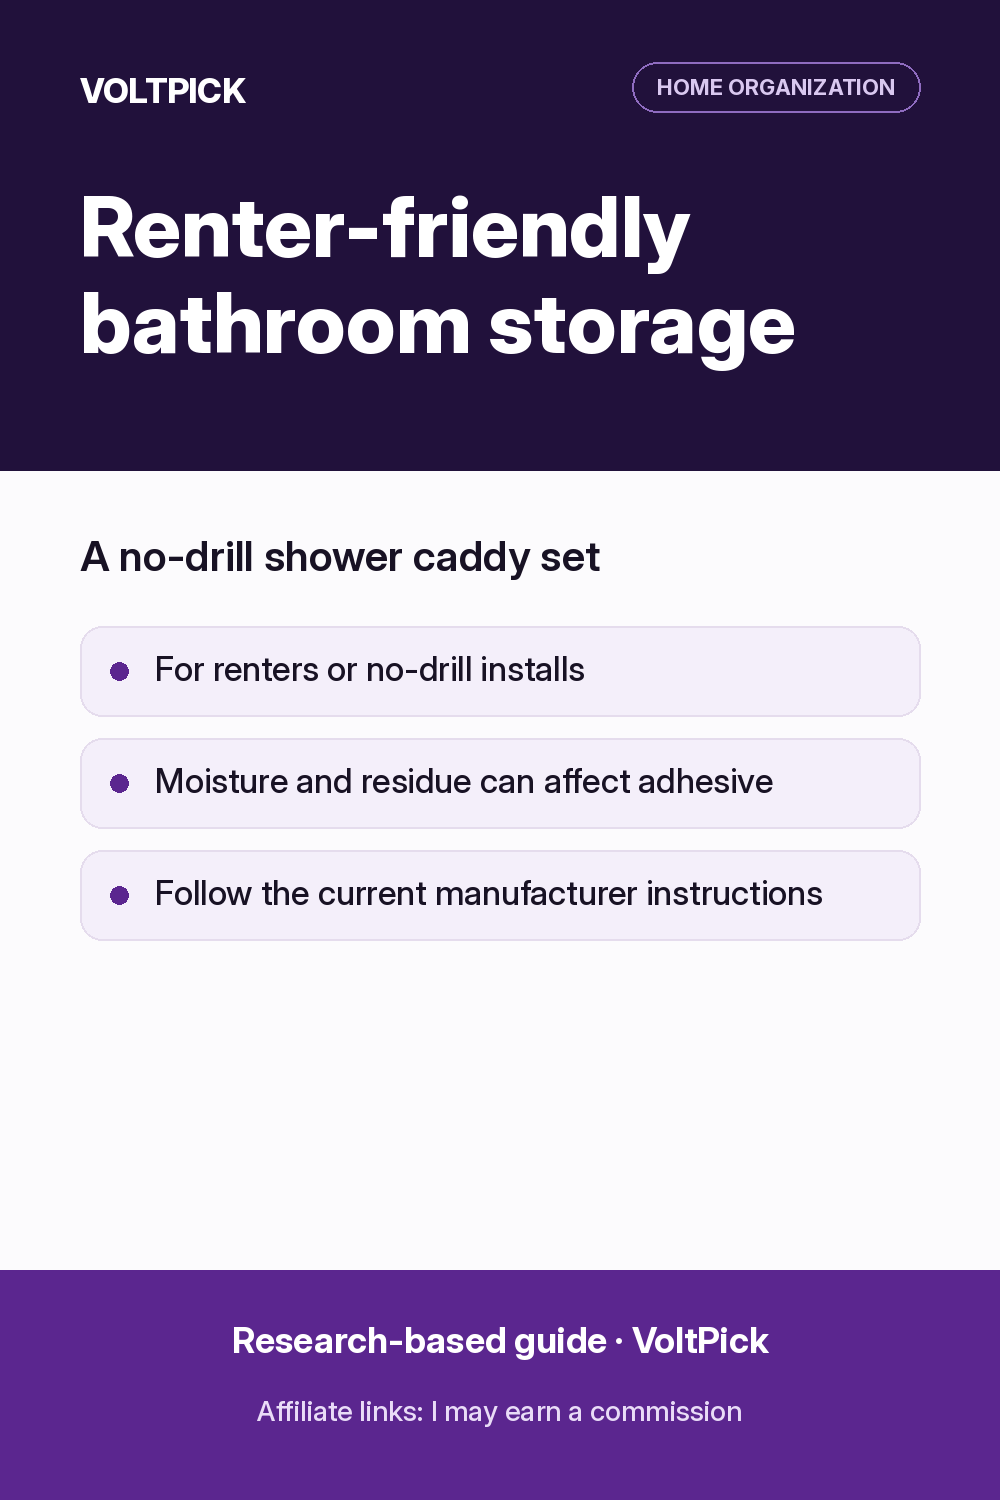 VOLTPICK
HOME ORGANIZATION
Renter-friendly
bathroom storage
A no-drill shower caddy set
For renters or no-drill installs
Moisture and residue can affect adhesive
Follow the current manufacturer instructions
Research-based guide · VoltPick
Affiliate links: I may earn a commission